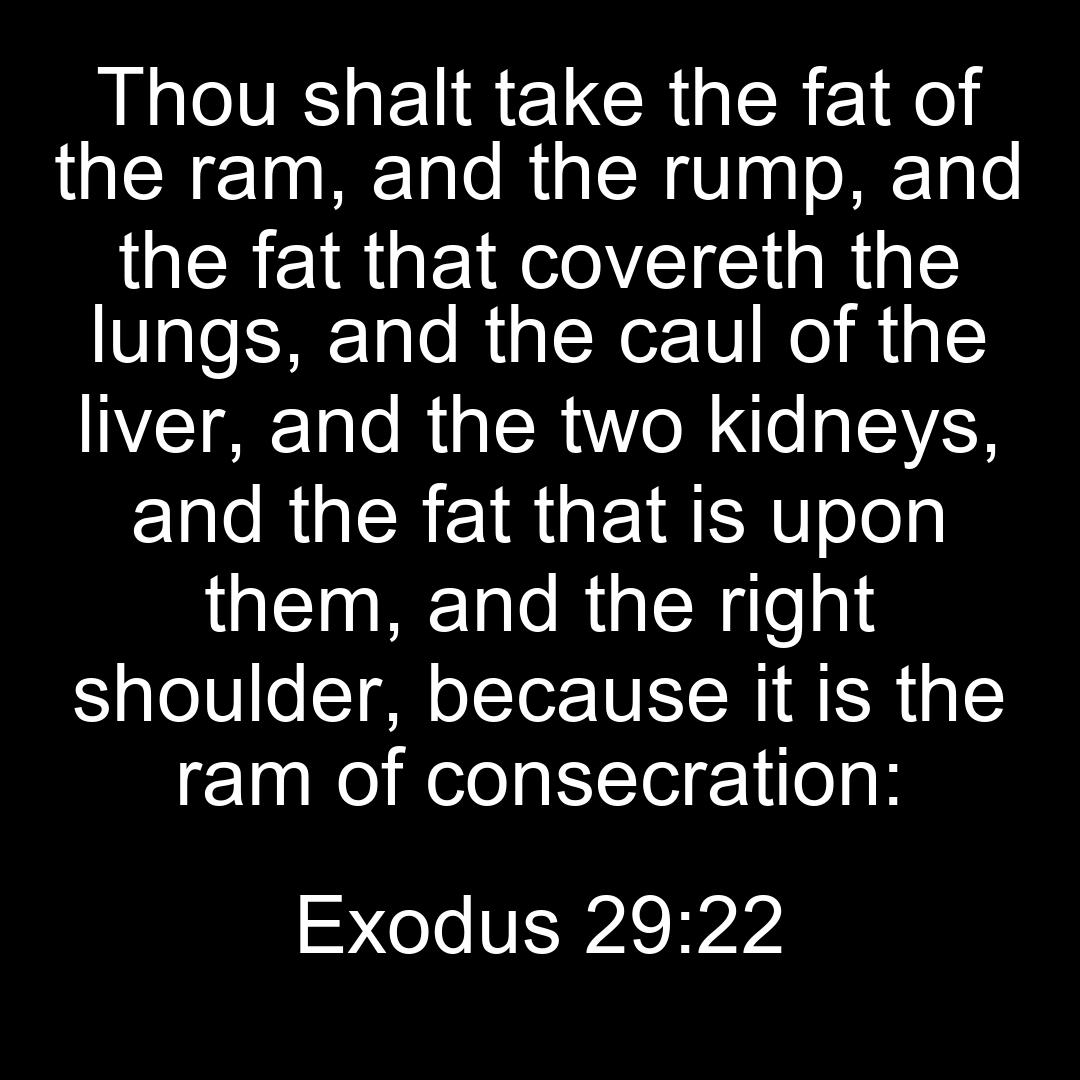 Thou shalt take the fat of
the ram, and the rump, and
the fat that covereth the
lungs, and the caul of the
liver, and the two kidneys,
and the fat that is upon
them, and the right
shoulder, because it is the
ram of consecration:
Exodus 29:22